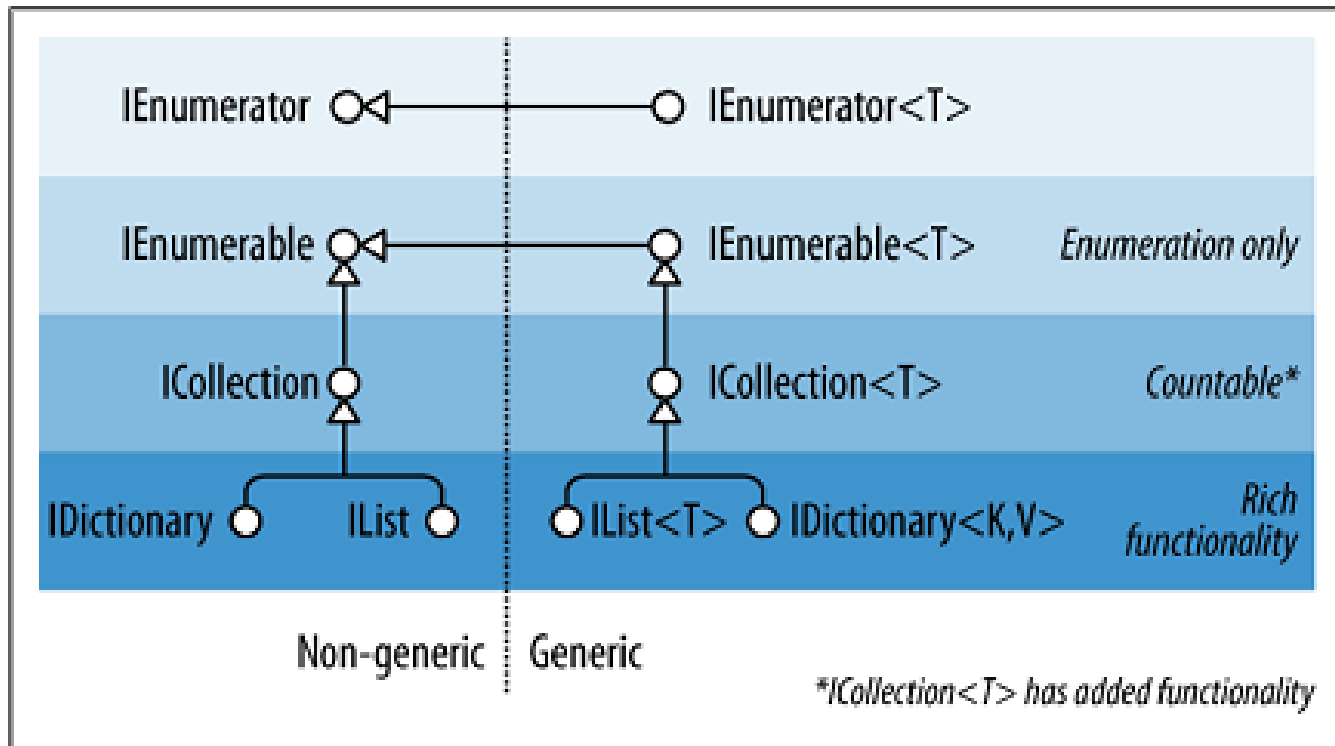 IEnumerator IEnumerator<T>
IEnumerable IEnumerable<T> Enumeration only
ICollection ICollection<T> Countable*
IDictionary IList IList<T> IDictionary<K,V> Rich
functionality
Non-generic Generic
*ICollection<T> has added functionality